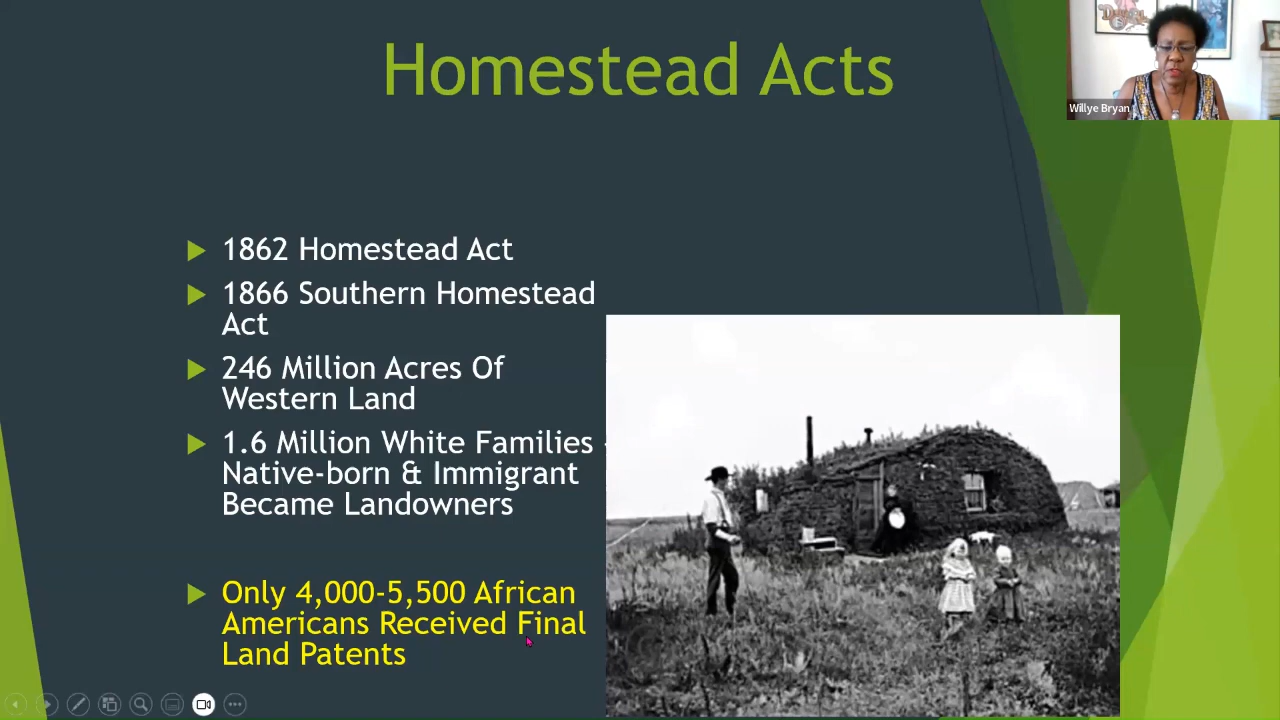 Homestead Acts
Willye Bryan
1862 Homestead Act
1866 Southern Homestead
Act
246 Million Acres Of
Western Land
1.6 Million White Families -
Native-born & Immigrant
Became Landowners
Only 4,000-5,500 African
Americans Received Final
Land Patents